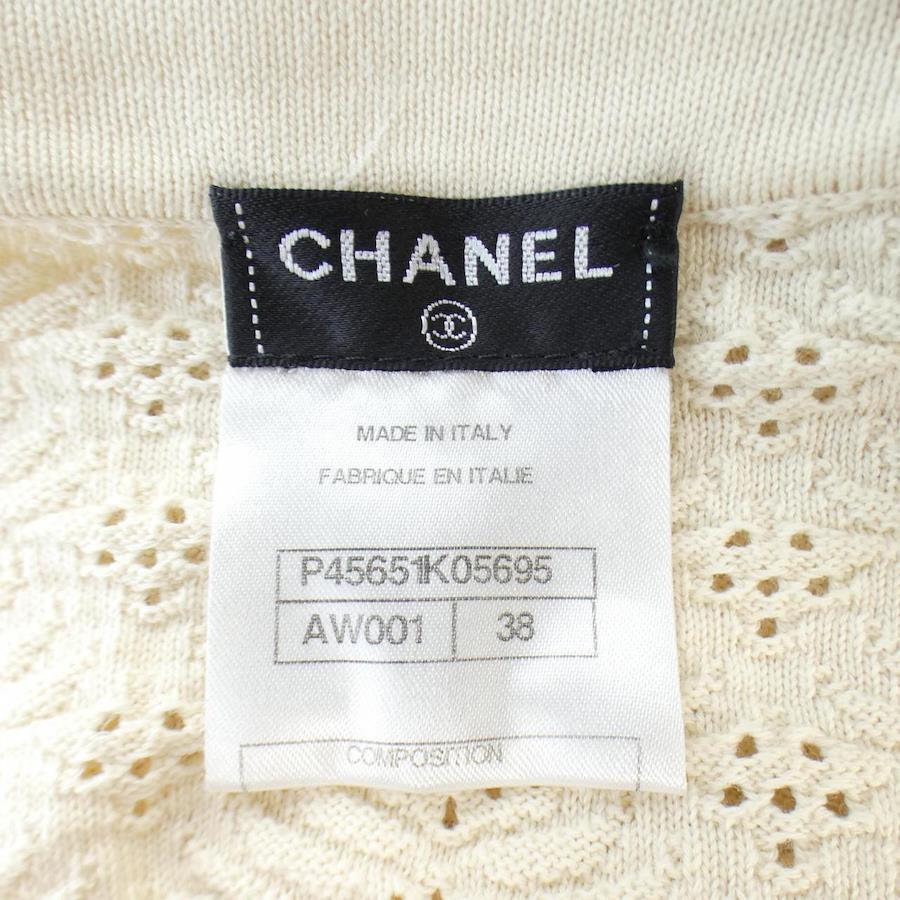 CHANEL
MADE IN ITALY
FABRIQUE EN ITALIE
P45651K05695
AW001 38
COMPOSITION